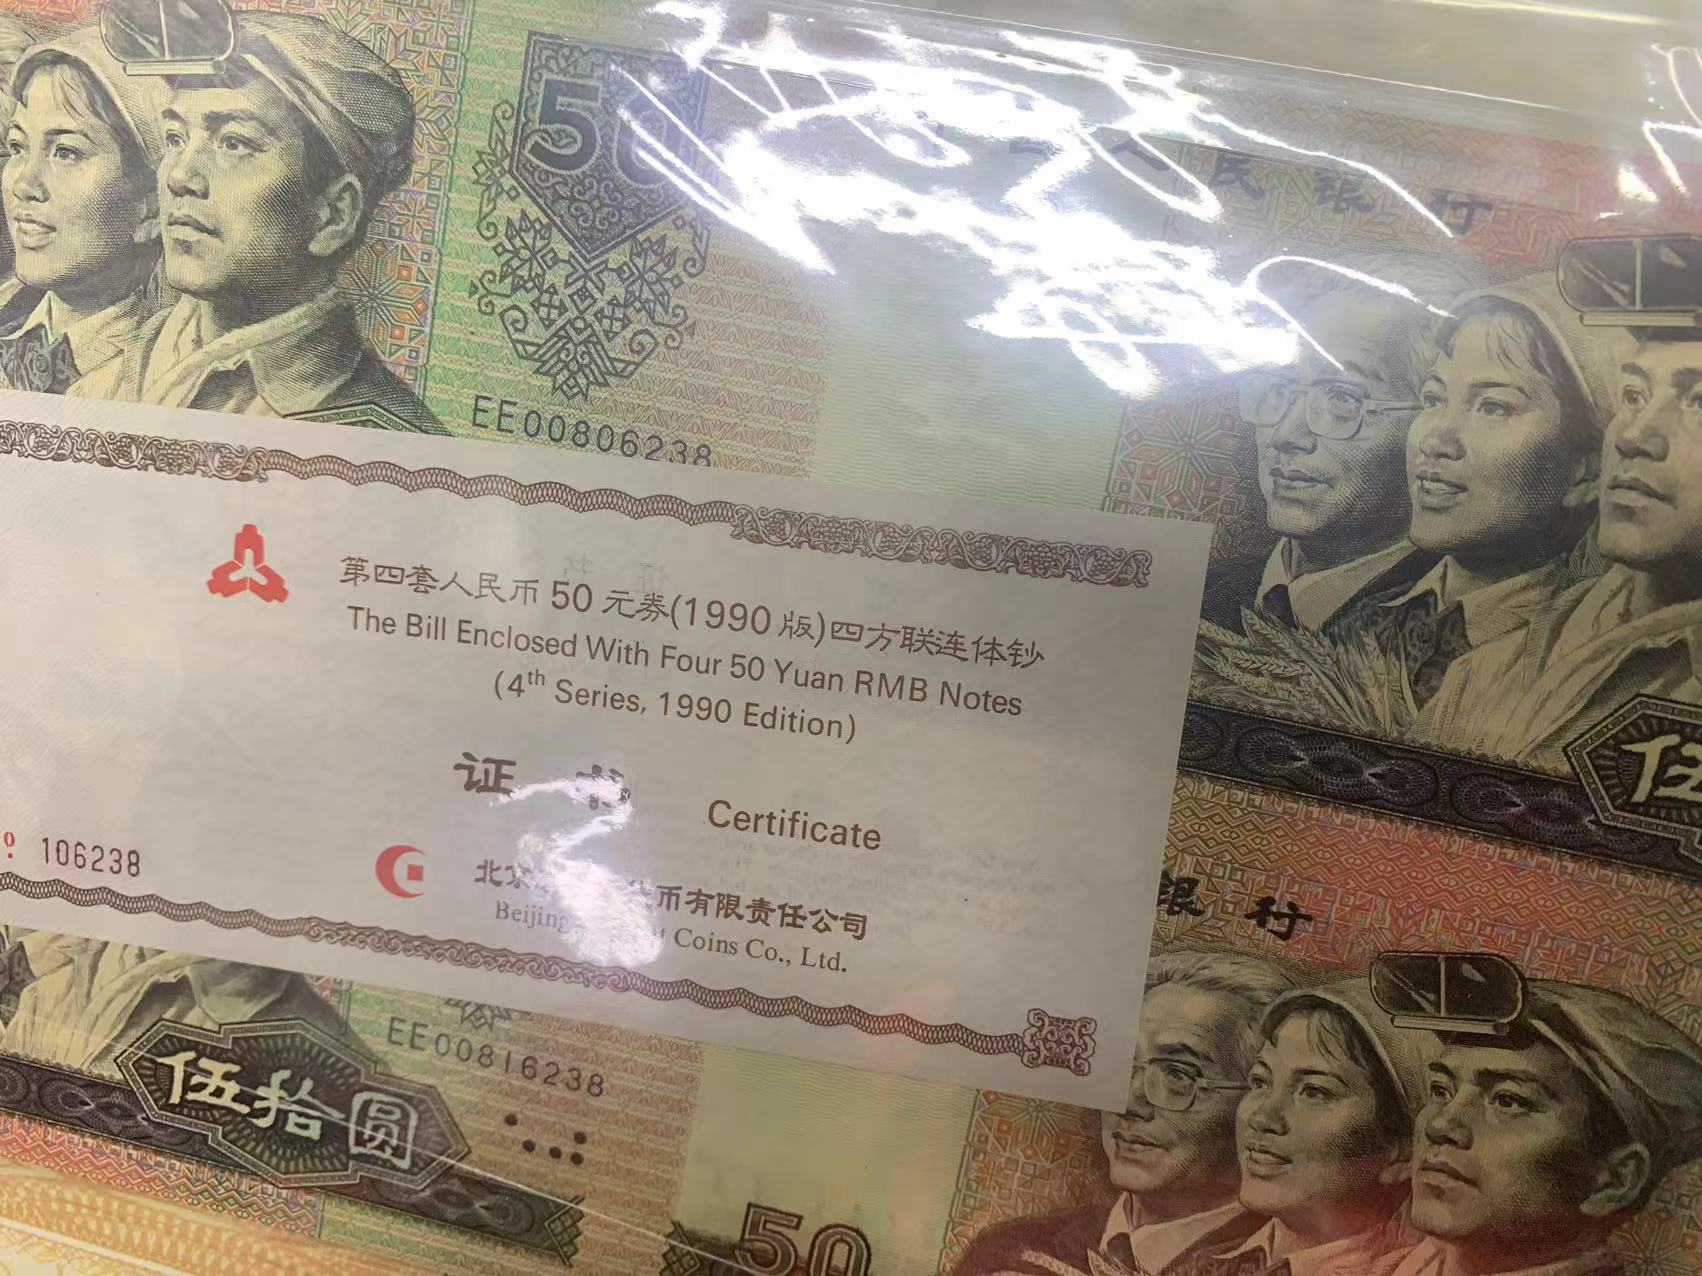 50
人民银行
EE00806238
第四套人民币 50 元券(1990 版)四方联连体钞
The Bill Enclosed With Four 50 Yuan RMB Notes
(4th Series, 1990 Edition)
证书 Certificate
o: 106238
北京 币有限责任公司
Beijing Coins Co., Ltd.
伍
银行
EE00816238
伍拾圆
50